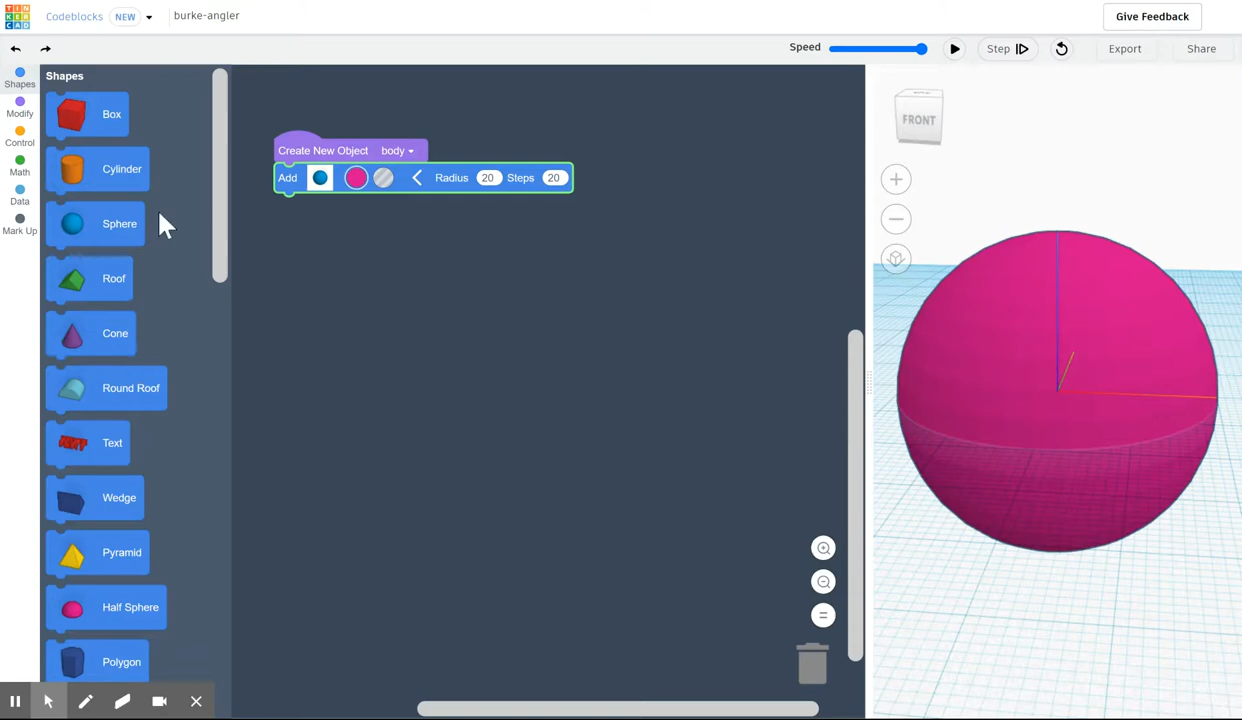 TIN
KER
CAD
Codeblocks NEW burke-angler
Give Feedback
Speed
Step
Export
Share
Shapes
Modify
Control
Math
Data
Mark Up
Shapes
Box
Cylinder
Sphere
Roof
Cone
Round Roof
Text
Wedge
Pyramid
Half Sphere
Polygon
Create New Object body
Add Radius 20 Steps 20
FRONT